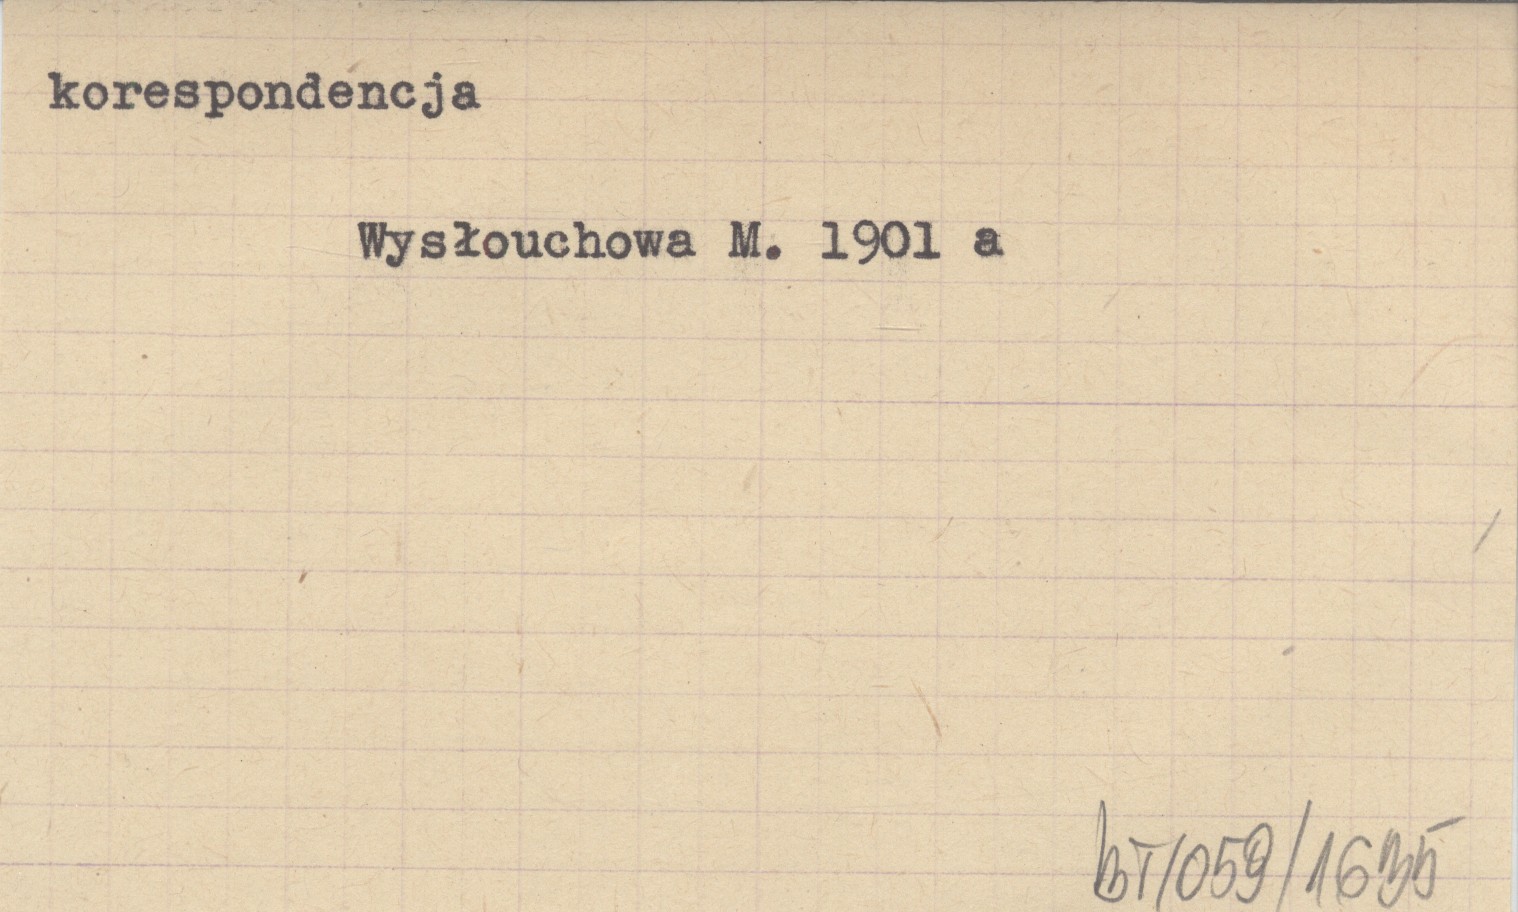 korespondencja
Wysłouchowa M. 1901 a
bT/059/1635